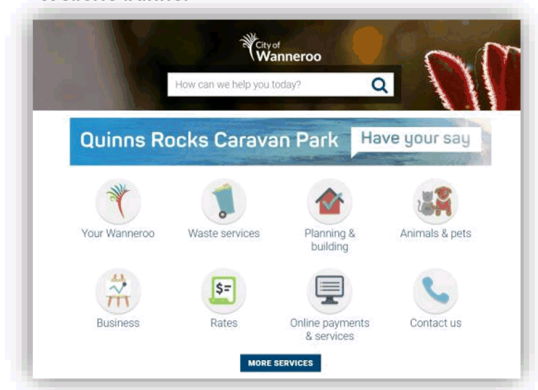 City of
Wanneroo
How can we help you today?
Quinns Rocks Caravan Park Have your say
Your Wanneroo Waste services Planning & building Animals & pets
$=
Business Rates Online payments & services Contact us
MORE SERVICES